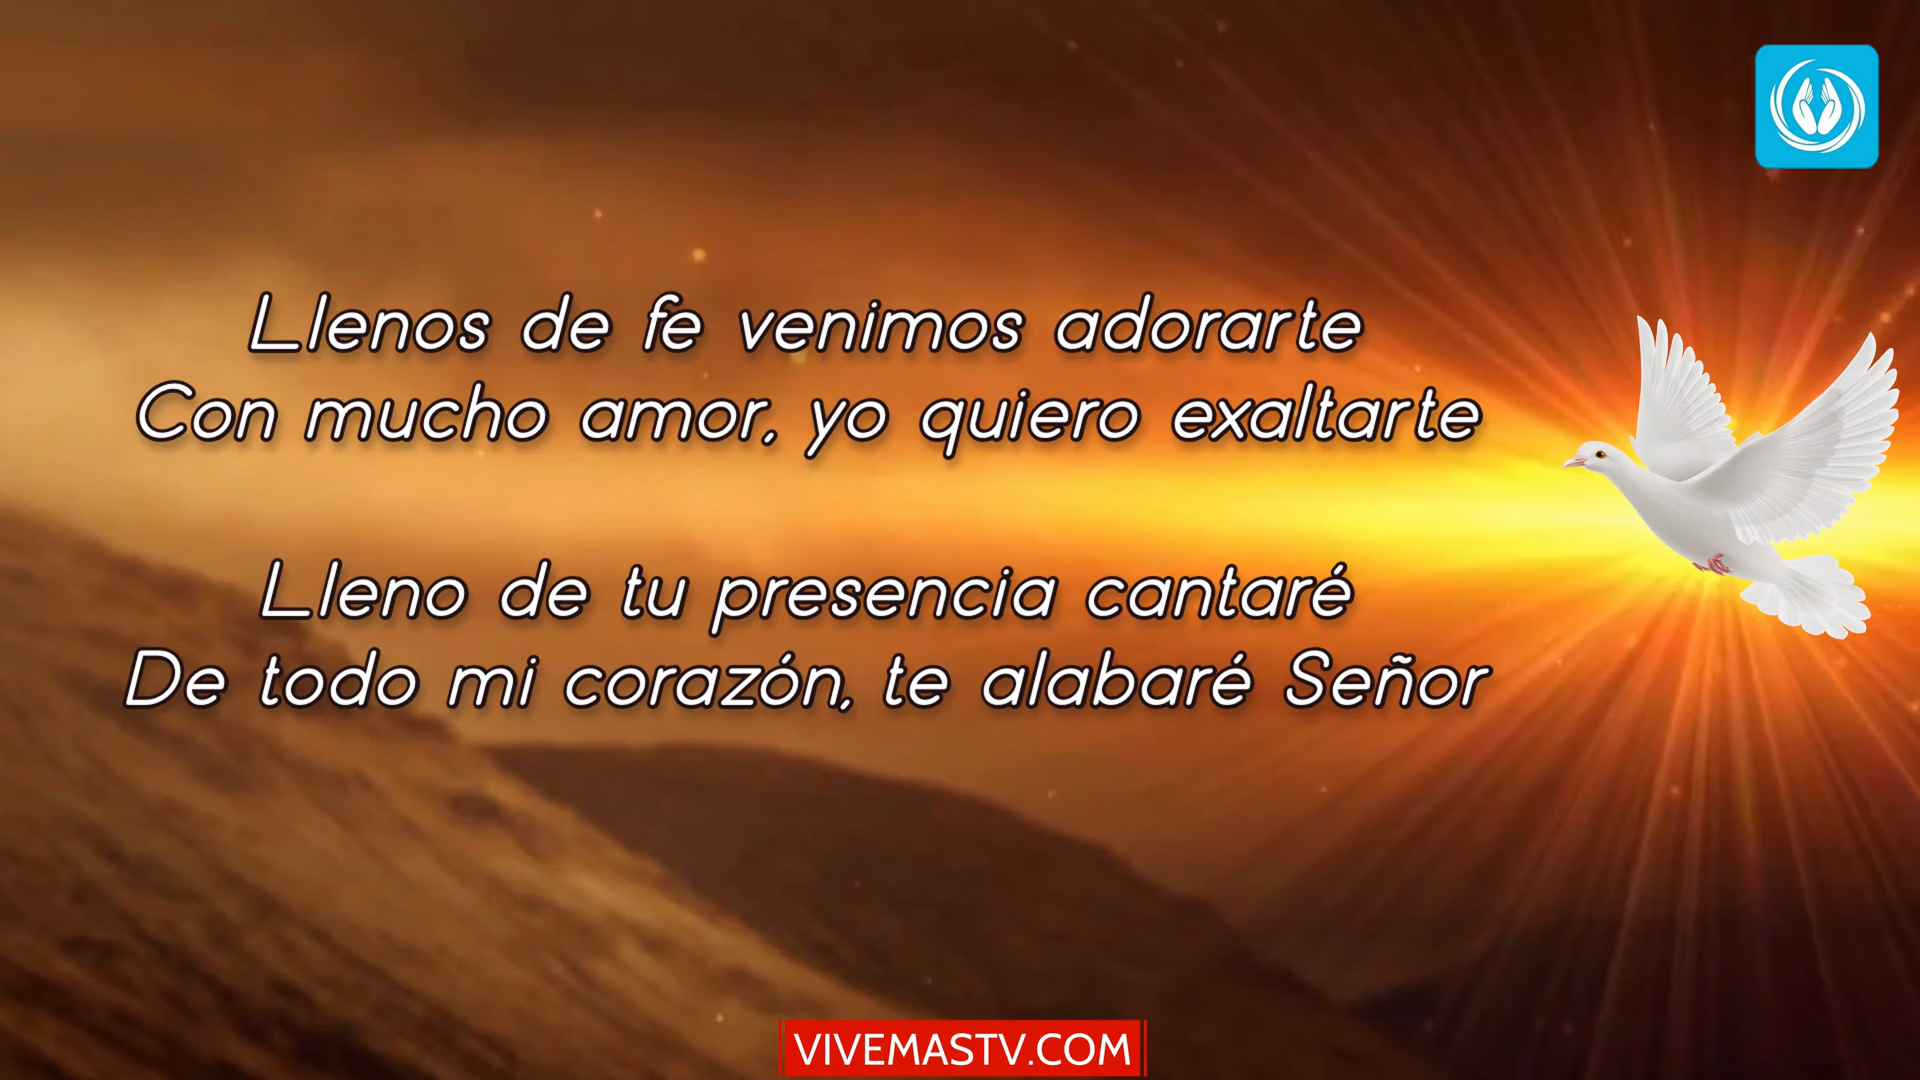 Llenos de fe venimos adorarte
Con mucho amor, yo quiero exaltarte
Lleno de tu presencia cantaré
De todo mi corazón, te alabaré Señor
VIVEMASTV.COM